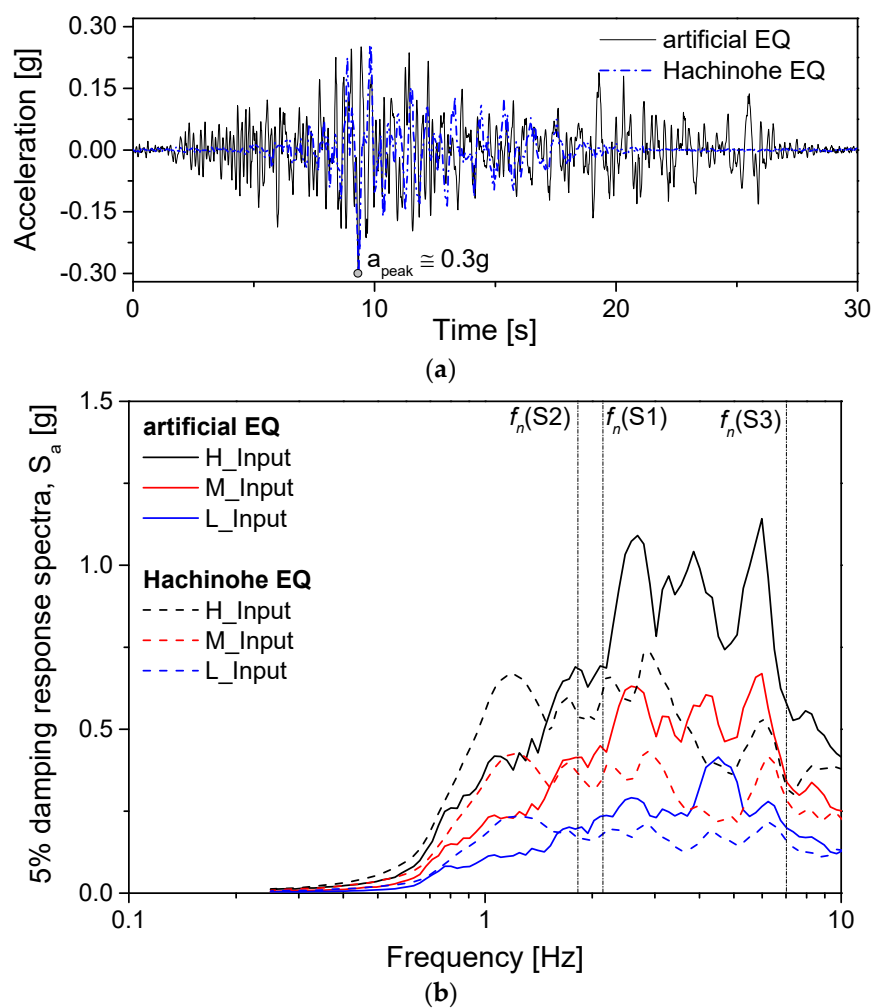 0.30
0.15
0.00
-0.15
-0.30
Acceleration [g]
artificial EQ
Hachinohe EQ
a_peak ≅ 0.3g
0 10 20 30
Time [s]
(a)
1.5
1.0
0.5
0.0
5% damping response spectra, S_a [g]
artificial EQ
H_Input
M_Input
L_Input
Hachinohe EQ
H_Input
M_Input
L_Input
f_n(S2) f_n(S1) f_n(S3)
0.1 1 10
Frequency [Hz]
(b)